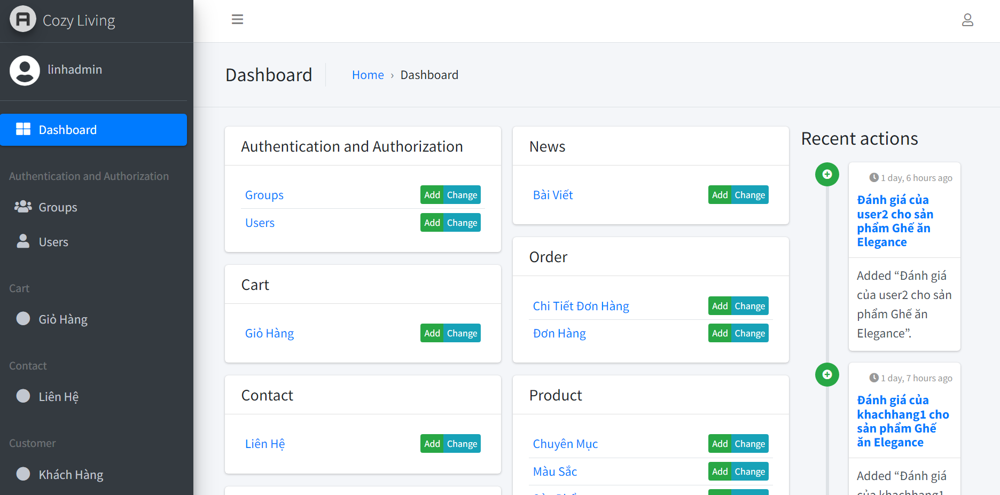 Cozy Living
linhadmin
Dashboard
Authentication and Authorization
Groups
Users
Cart
Giỏ Hàng
Contact
Liên Hệ
Customer
Khách Hàng
Dashboard
Home › Dashboard
Authentication and Authorization
Groups Add Change
Users Add Change
Cart
Giỏ Hàng Add Change
Contact
Liên Hệ Add Change
News
Bài Viết Add Change
Order
Chi Tiết Đơn Hàng Add Change
Đơn Hàng Add Change
Product
Chuyên Mục Add Change
Màu Sắc Add Change
Recent actions
1 day, 6 hours ago
Đánh giá của
user2 cho sản
phẩm Ghế ăn
Elegance
Added “Đánh giá
của user2 cho sản
phẩm Ghế ăn
Elegance”.
1 day, 7 hours ago
Đánh giá của
khachhang1 cho
sản phẩm Ghế
ăn Elegance
Added “Đánh giá
của khachhang1